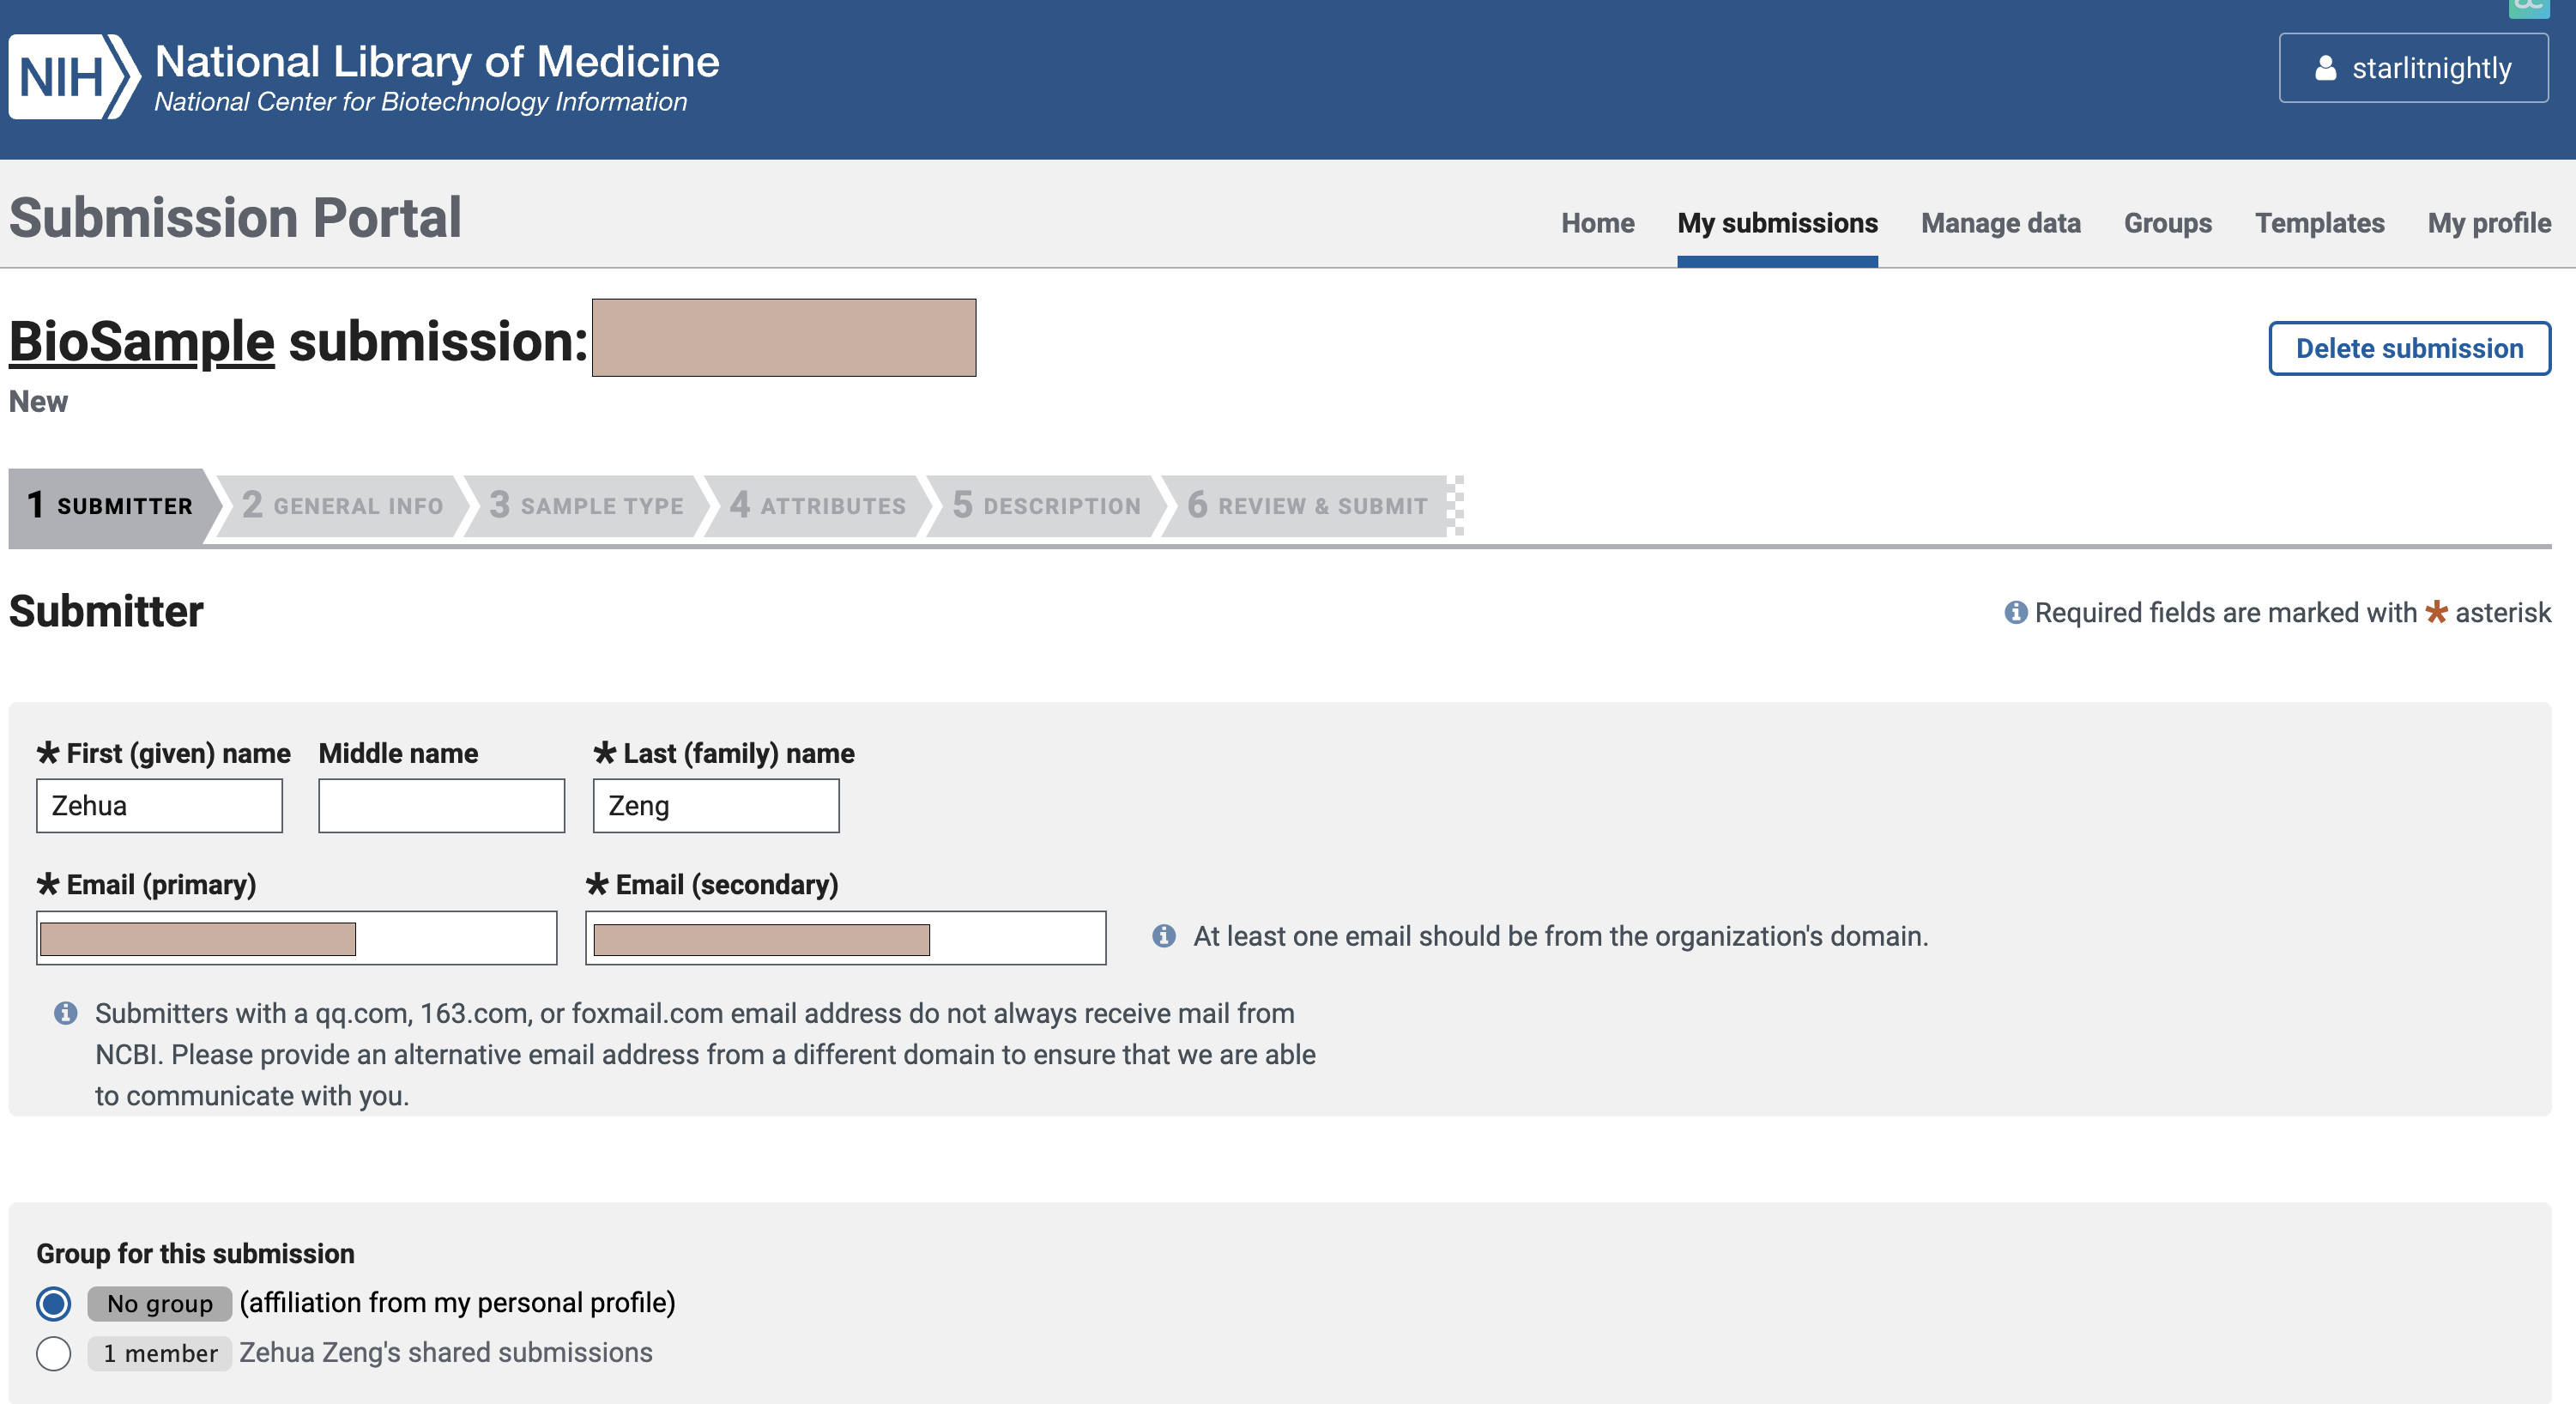 NIH National Library of Medicine
National Center for Biotechnology Information
starlitnightly
Submission Portal
Home My submissions Manage data Groups Templates My profile
BioSample submission:
Delete submission
New
1 SUBMITTER 2 GENERAL INFO 3 SAMPLE TYPE 4 ATTRIBUTES 5 DESCRIPTION 6 REVIEW & SUBMIT
Submitter
Required fields are marked with * asterisk
* First (given) name Middle name * Last (family) name
Zehua Zeng
* Email (primary) * Email (secondary)
At least one email should be from the organization's domain.
Submitters with a qq.com, 163.com, or foxmail.com email address do not always receive mail from
NCBI. Please provide an alternative email address from a different domain to ensure that we are able
to communicate with you.
Group for this submission
No group (affiliation from my personal profile)
1 member Zehua Zeng's shared submissions